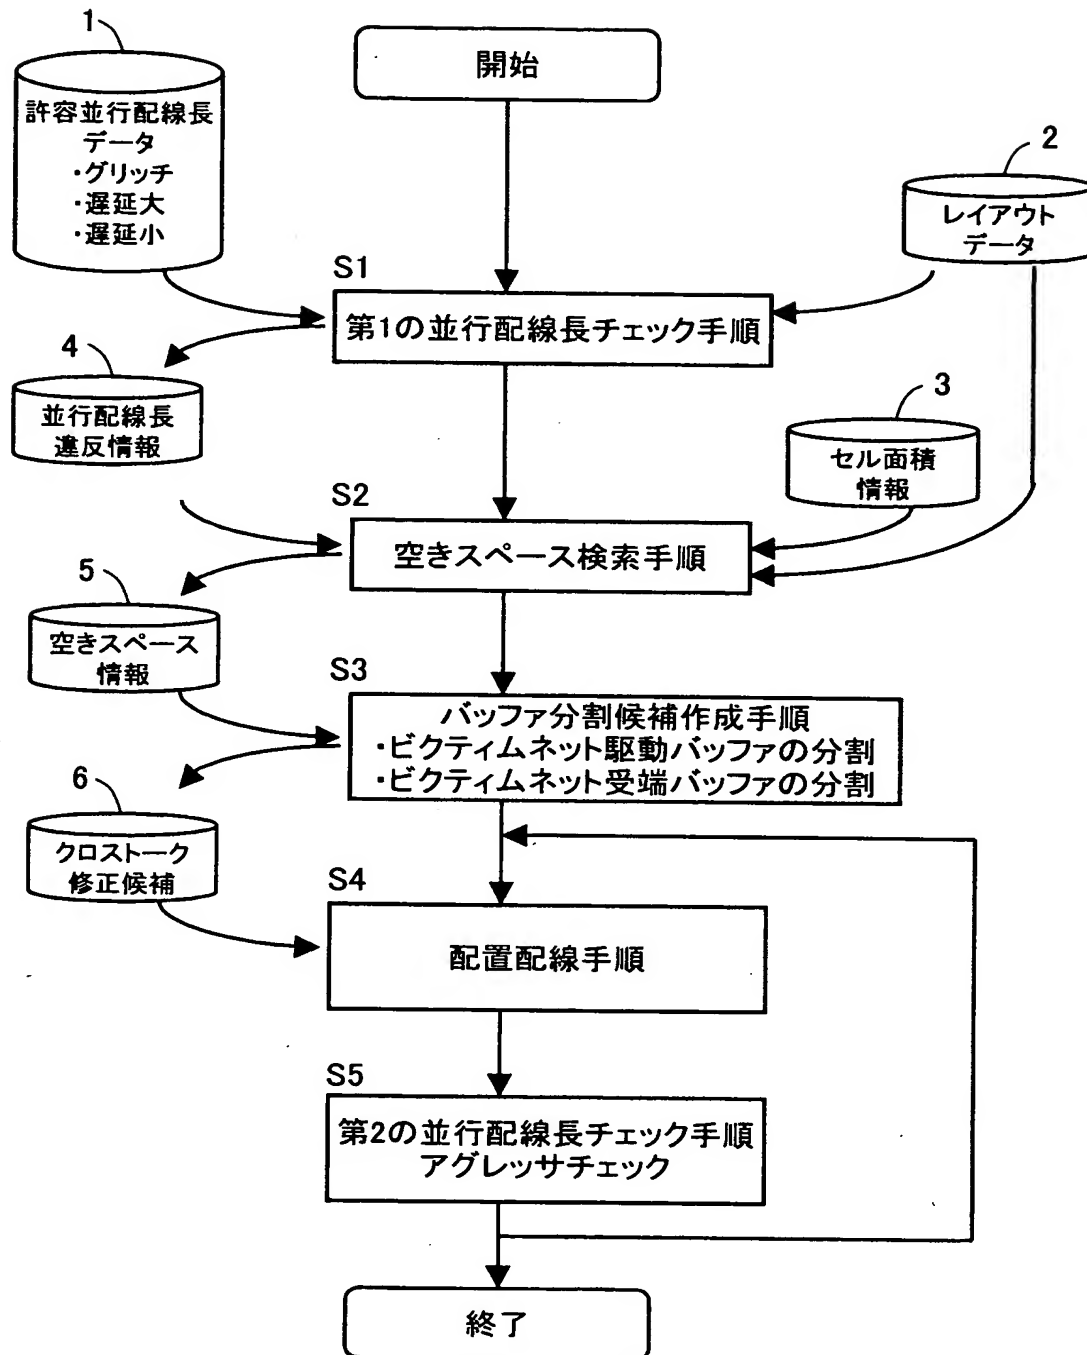 1
開始
許容並行配線長
データ
・グリッチ
・遅延大
・遅延小
2
レイアウト
データ
S1
第1の並行配線長チェック手順
4
並行配線長
違反情報
3
セル面積
情報
S2
空きスペース検索手順
5
空きスペース
情報
S3
バッファ分割候補作成手順
・ビクティムネット駆動バッファの分割
・ビクティムネット受端バッファの分割
6
クロストーク
修正候補
S4
配置配線手順
S5
第2の並行配線長チェック手順
アグレッサチェック
終了